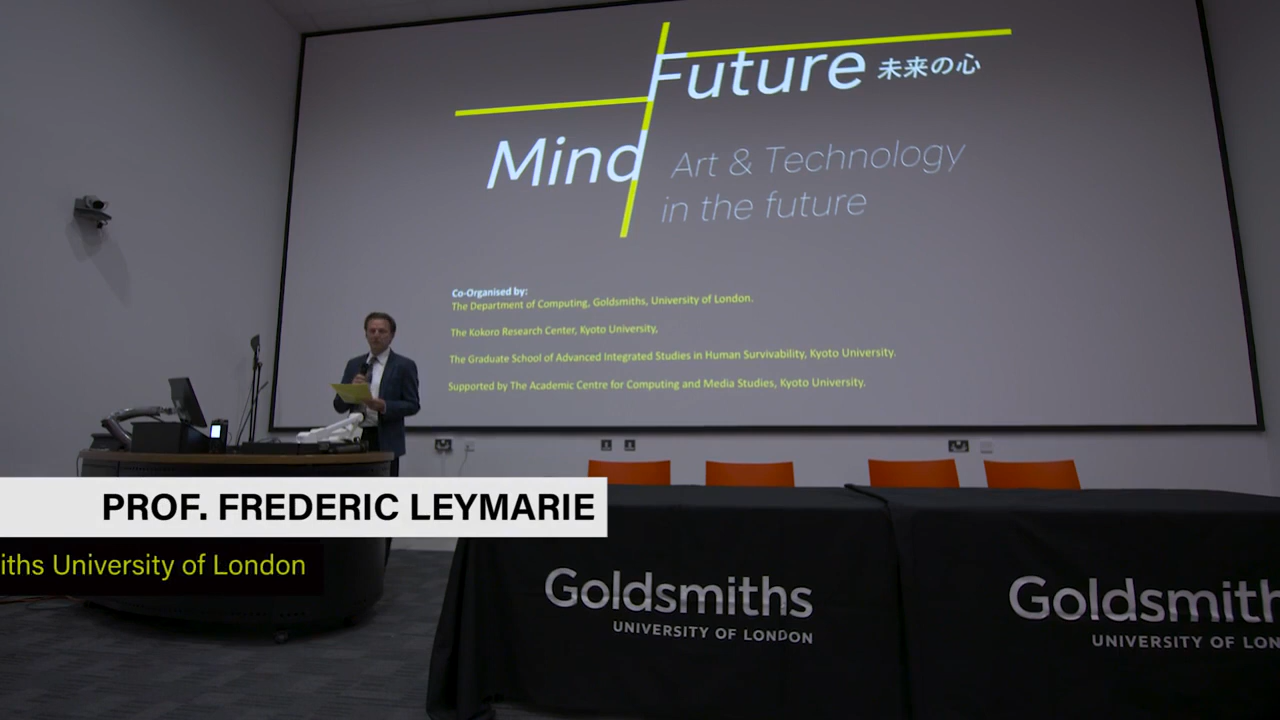 Future 未来の心
Mind
Art & Technology
in the future
Co-Organised by:
The Department of Computing, Goldsmiths, University of London.
The Kokoro Research Center, Kyoto University,
The Graduate School of Advanced Integrated Studies in Human Survivability, Kyoto University.
Supported by The Academic Centre for Computing and Media Studies, Kyoto University.
PROF. FREDERIC LEYMARIE
iths University of London
Goldsmiths
UNIVERSITY OF LONDON
Goldsmith
UNIVERSITY OF LON